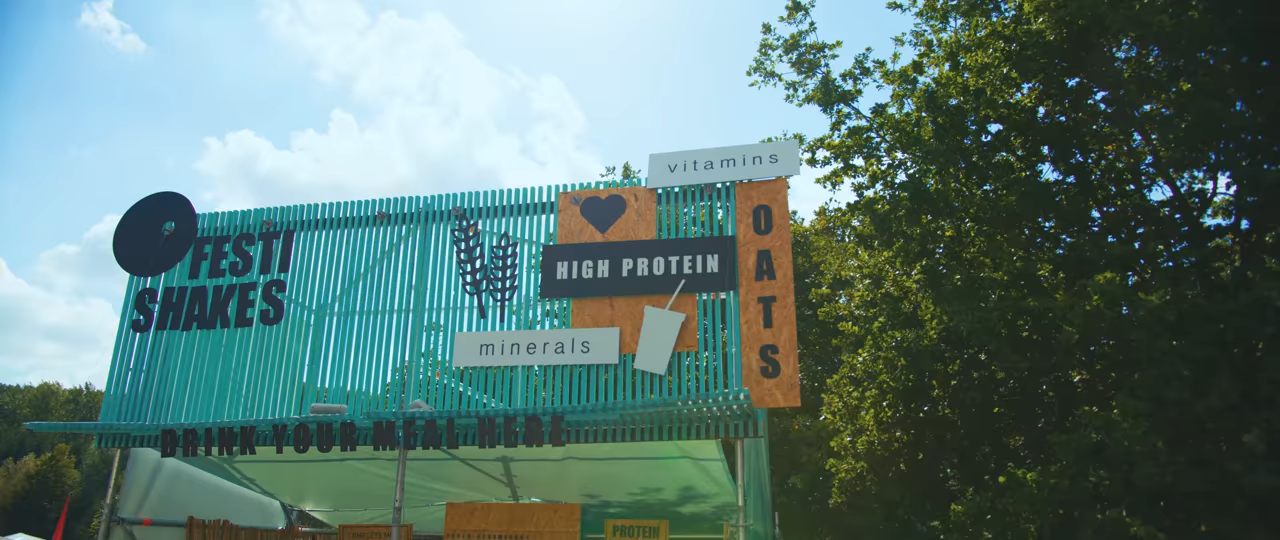 vitamins
FESTI
SHAKES
HIGH PROTEIN
OATS
minerals
DRINK YOUR MEAL HERE
PROTEIN